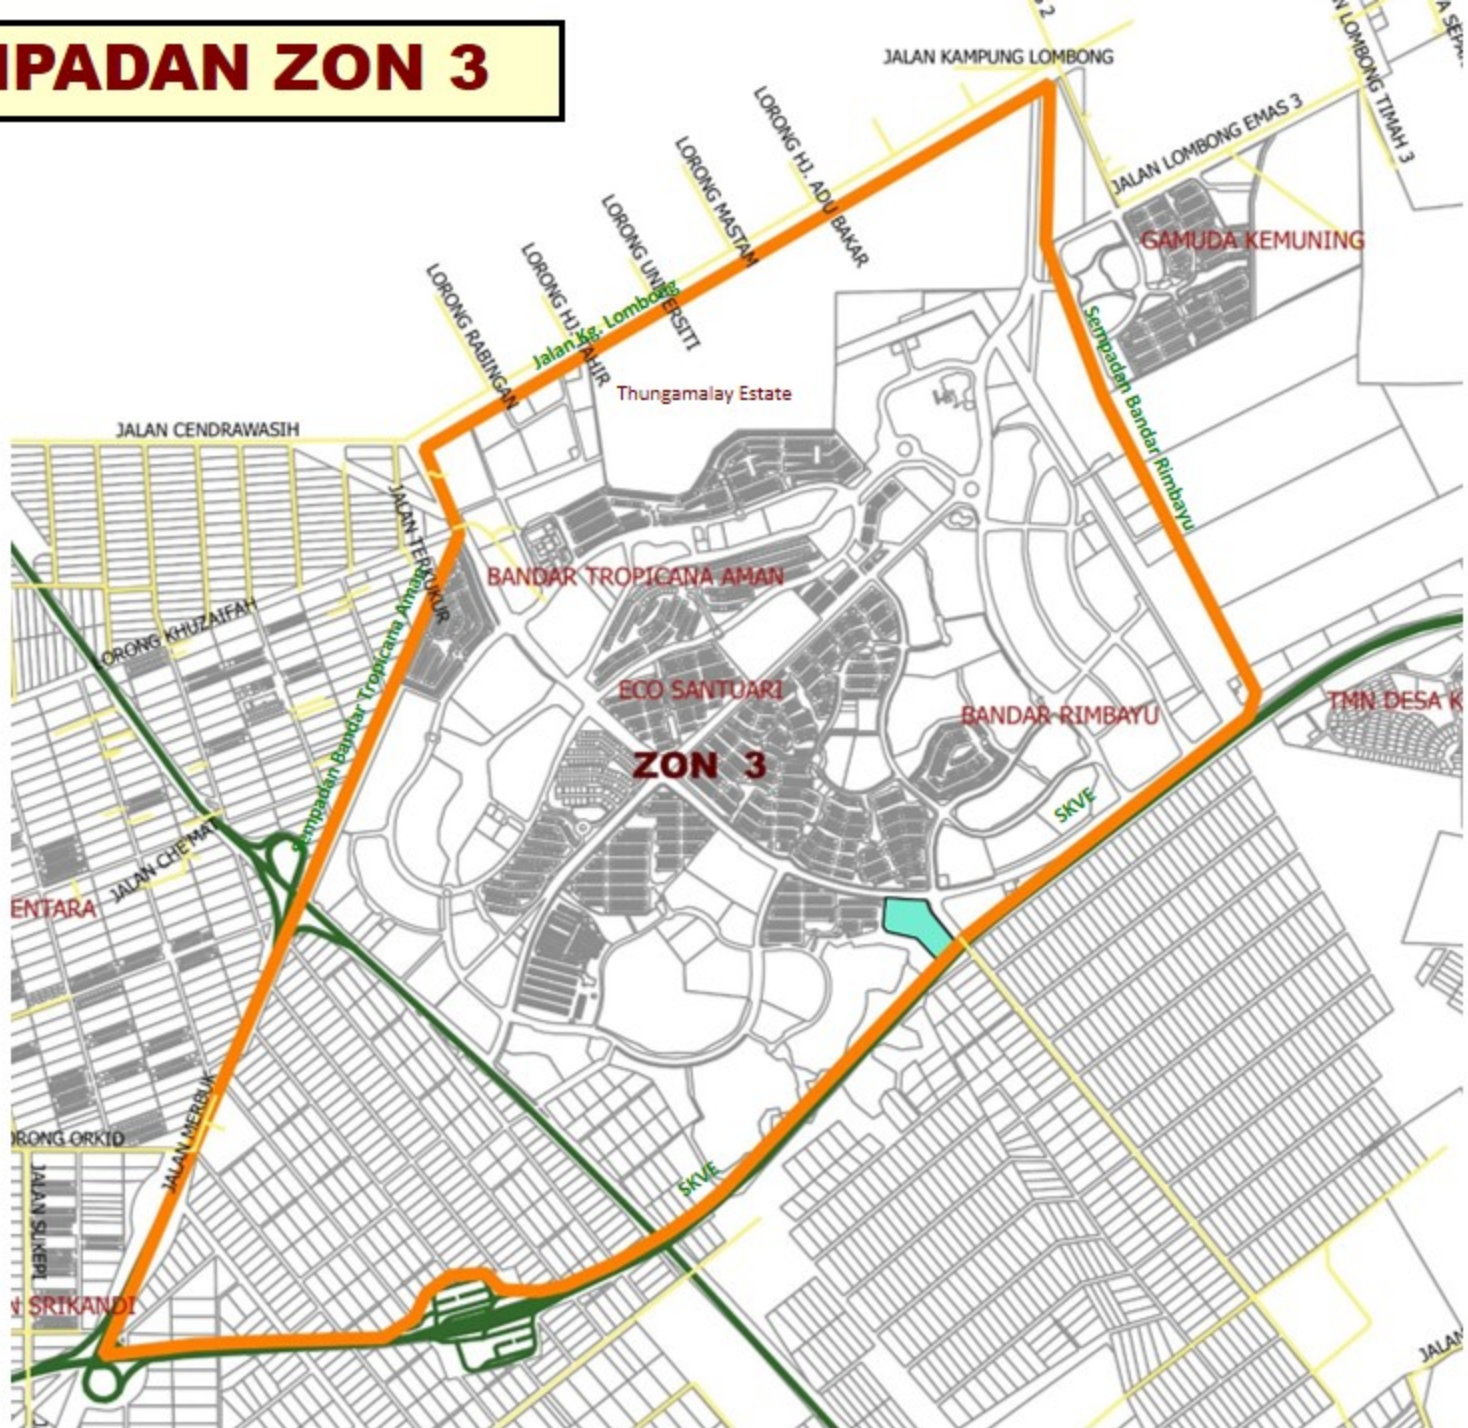 MPADAN ZON 3
JALAN KAMPUNG LOMBONG
LOMBONG TIMAH 3
JALAN LOMBONG EMAS 3
LORONG HJ. ADU BAKAR
LORONG MASTAM
LORONG UNIVERSITI
LORONG HJ. TAHIR
LORONG RABINGAN
GAMUDA KEMUNING
Jalan Kg. Lombong
Sempadan Bandar Rimbayu
Thungamalay Estate
JALAN CENDRAWASIH
JALAN TERKUKUR
BANDAR TROPICANA AMAN
LORONG KHUZAIFAH
Sempadan Bandar Tropicana Aman
ECO SANTUARI
BANDAR RIMBAYU
TMN DESA K
ZON 3
SKVE
JALAN CHE MAT
ENTARA
JALAN MERBUK
ORONG ORKID
SKVE
JALAN SUKEPI
N SRIKANDI
JALAN